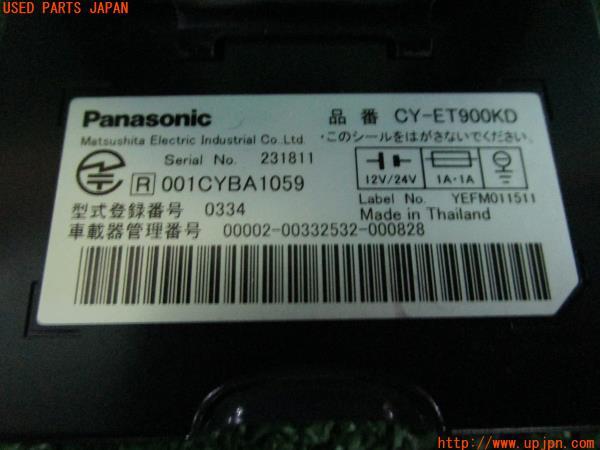 USED PARTS JAPAN
Panasonic
品番 CY-ET900KD
Matsushita Electric Industrial Co.Ltd.
・このシールをはがさないでください。
Serial No. 231811
R 001CYBA1059
12V/24V 1A・1A
Label No. YEFM011511
型式登録番号 0334
Made in Thailand
車載器管理番号 00002-00332532-000828
http://www.upjpn.com/